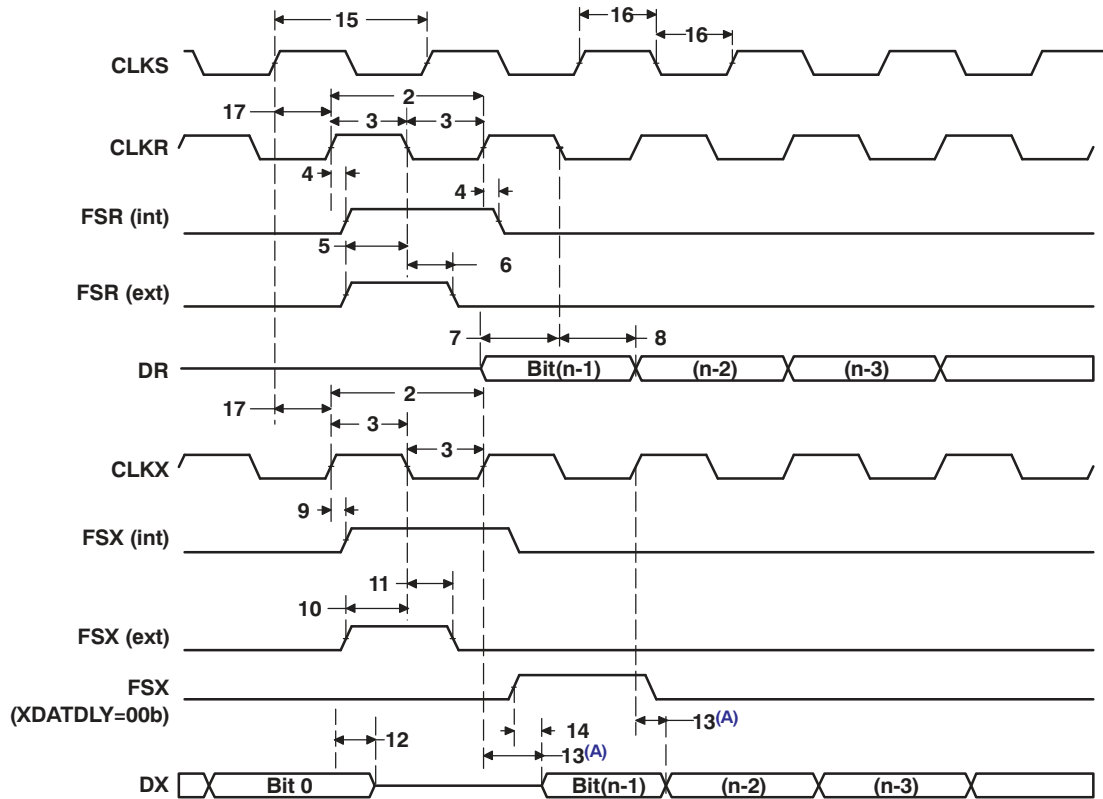 15
16
16
CLKS
2
17
3
3
CLKR
4
4
FSR (int)
5
6
FSR (ext)
7
8
DR
Bit(n-1)
(n-2)
(n-3)
2
17
3
3
CLKX
9
FSX (int)
11
10
FSX (ext)
FSX
(XDATDLY=00b)
14
13(A)
12
13(A)
DX
Bit 0
Bit(n-1)
(n-2)
(n-3)